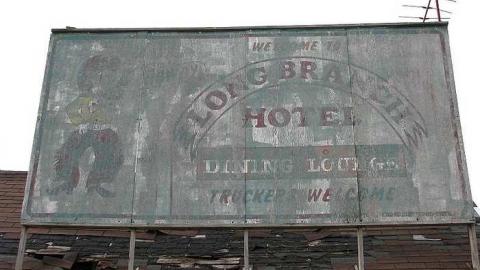 WELCOME TO
LONG BRANCH
HOTEL
DINING LOUNGE
TRUCKERS WELCOME